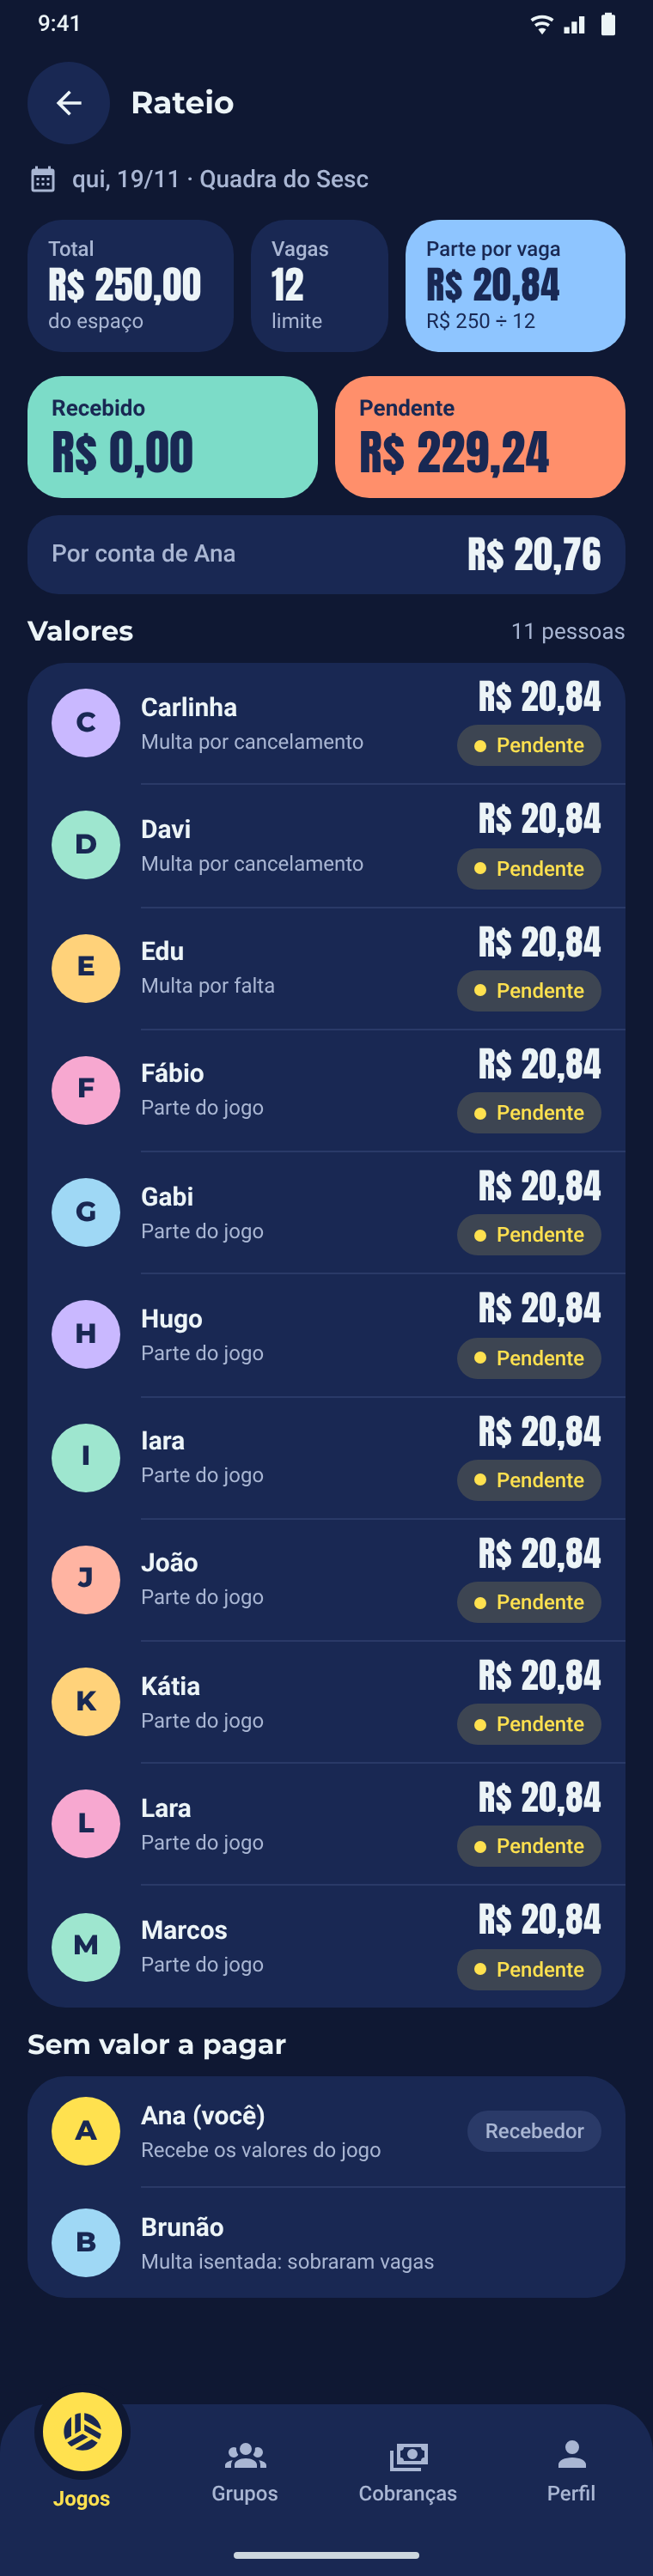 9:41
Rateio
qui, 19/11 · Quadra do Sesc
Total
R$ 250,00
do espaço
Vagas
12
limite
Parte por vaga
R$ 20,84
R$ 250 ÷ 12
Recebido
R$ 0,00
Pendente
R$ 229,24
Por conta de Ana
R$ 20,76
Valores
11 pessoas
C
Carlinha
Multa por cancelamento
R$ 20,84
Pendente
D
Davi
Multa por cancelamento
R$ 20,84
Pendente
E
Edu
Multa por falta
R$ 20,84
Pendente
F
Fábio
Parte do jogo
R$ 20,84
Pendente
G
Gabi
Parte do jogo
R$ 20,84
Pendente
H
Hugo
Parte do jogo
R$ 20,84
Pendente
I
Iara
Parte do jogo
R$ 20,84
Pendente
J
João
Parte do jogo
R$ 20,84
Pendente
K
Kátia
Parte do jogo
R$ 20,84
Pendente
L
Lara
Parte do jogo
R$ 20,84
Pendente
M
Marcos
Parte do jogo
R$ 20,84
Pendente
Sem valor a pagar
A
Ana (você)
Recebe os valores do jogo
Recebedor
B
Brunão
Multa isentada: sobraram vagas
Jogos
Grupos
Cobranças
Perfil